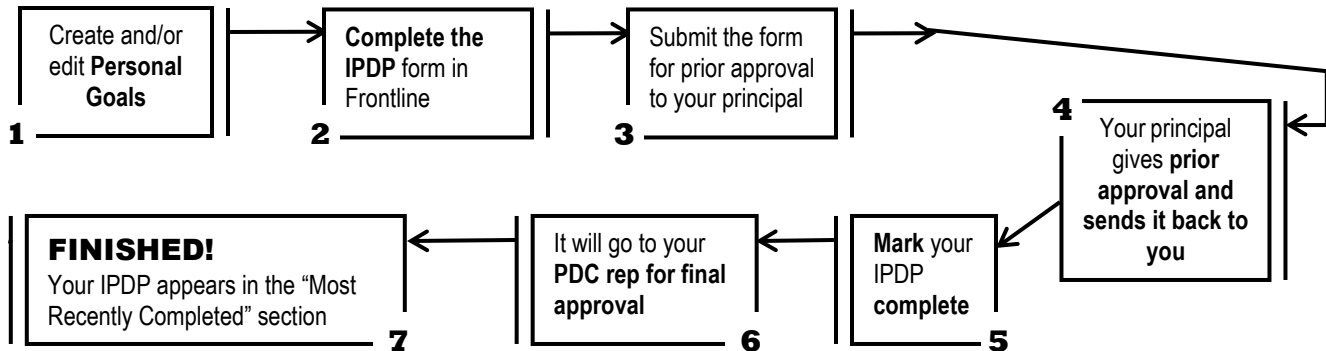 Create and/or
edit Personal
Goals
1
Complete the
IPDP form in
Frontline
2
Submit the form
for prior approval
to your principal
3
4
Your principal
gives prior
approval and
sends it back to
you
Mark your
IPDP
complete
5
It will go to your
PDC rep for final
approval
6
FINISHED!
Your IPDP appears in the “Most
Recently Completed” section
7